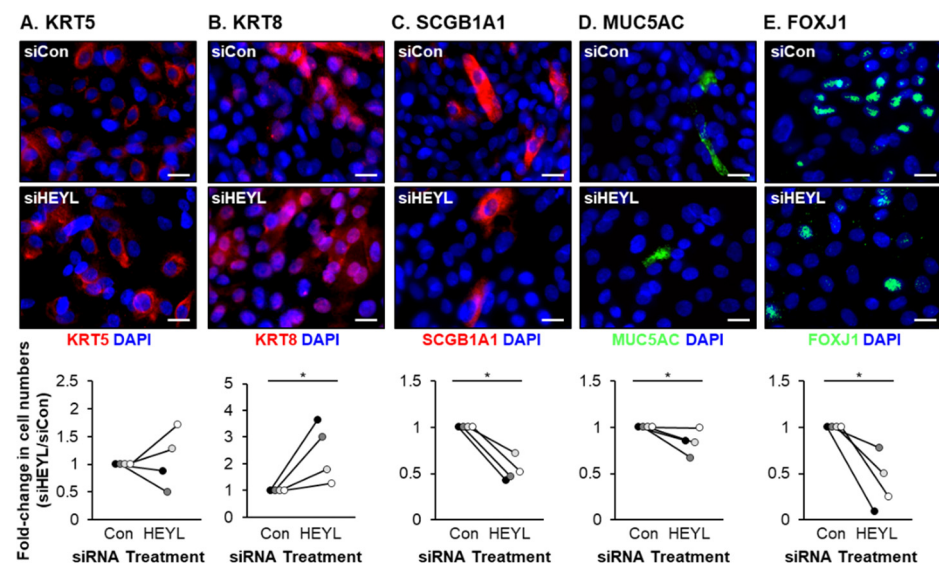 A. KRT5
B. KRT8
C. SCGB1A1
D. MUC5AC
E. FOXJ1
siCon
siCon
siCon
siCon
siCon
siHEYL
siHEYL
siHEYL
siHEYL
siHEYL
KRT5 DAPI
KRT8 DAPI
SCGB1A1 DAPI
MUC5AC DAPI
FOXJ1 DAPI
Fold-change in cell numbers
(siHEYL/siCon)
2.5
2
1.5
1
0.5
0
Con HEYL
siRNA Treatment
5
4
3
2
1
0
*
Con HEYL
siRNA Treatment
1.5
1
0.5
0
*
Con HEYL
siRNA Treatment
1.5
1
0.5
0
*
Con HEYL
siRNA Treatment
1.5
1
0.5
0
*
Con HEYL
siRNA Treatment